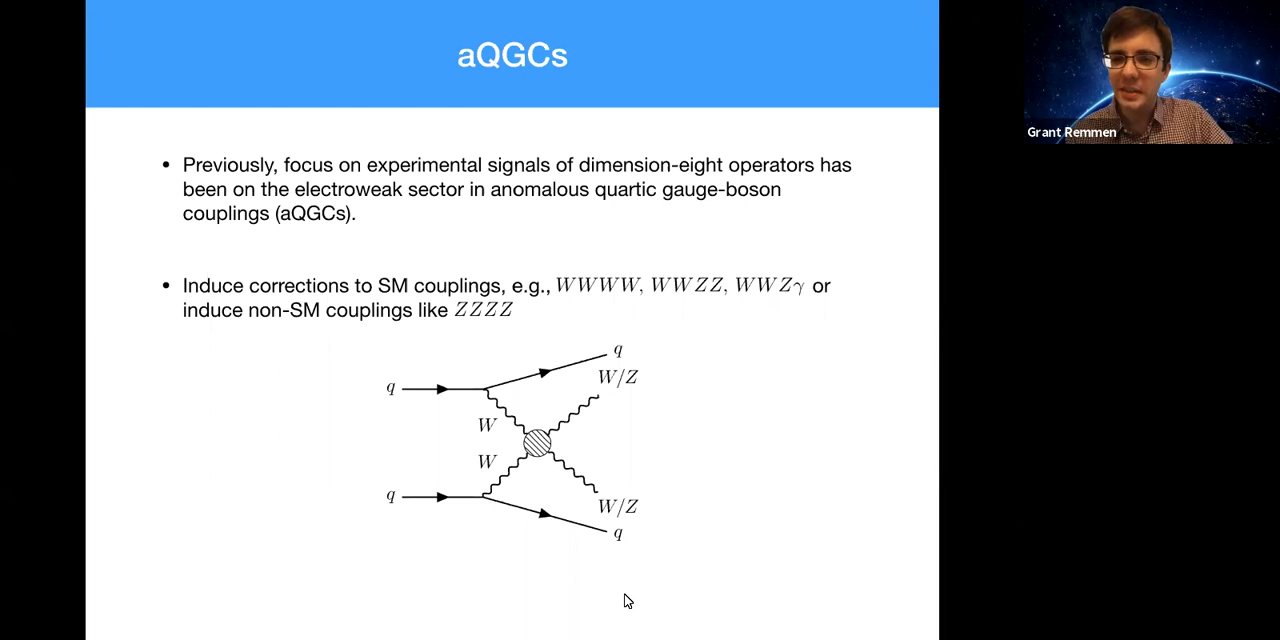 aQGCs
• Previously, focus on experimental signals of dimension-eight operators has
been on the electroweak sector in anomalous quartic gauge-boson
couplings (aQGCs).
• Induce corrections to SM couplings, e.g., WWWW, WWZZ, WWZγ or
induce non-SM couplings like ZZZZ
q
W/Z
q
W
W
q
W/Z
q
Grant Remmen